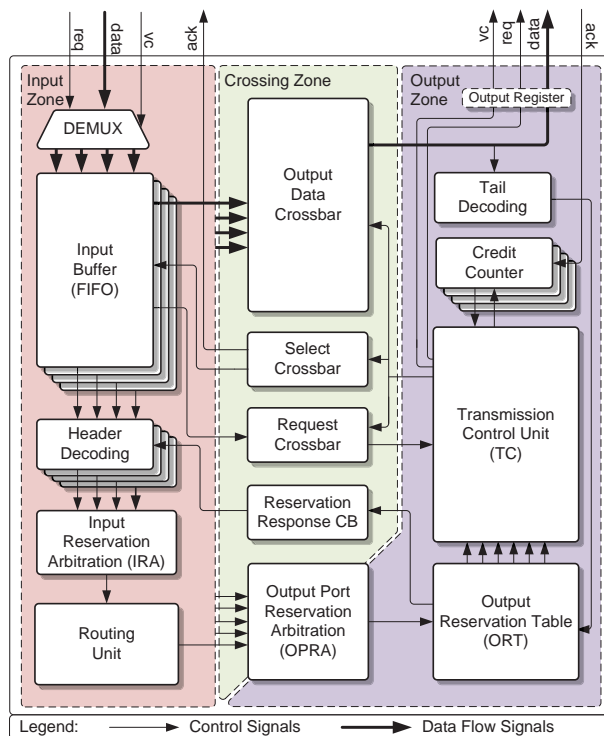 req
data
vc
ack
vc
req
data
ack
Input
Zone
Crossing Zone
Output
Zone
Output Register
DEMUX
Output
Data
Crossbar
Tail
Decoding
Input
Buffer
(FIFO)
Credit
Counter
Select
Crossbar
Header
Decoding
Request
Crossbar
Transmission
Control Unit
(TC)
Reservation
Response CB
Input
Reservation
Arbitration (IRA)
Output Port
Reservation
Arbitration
(OPRA)
Output
Reservation Table
(ORT)
Routing
Unit
Legend:
Control Signals
Data Flow Signals